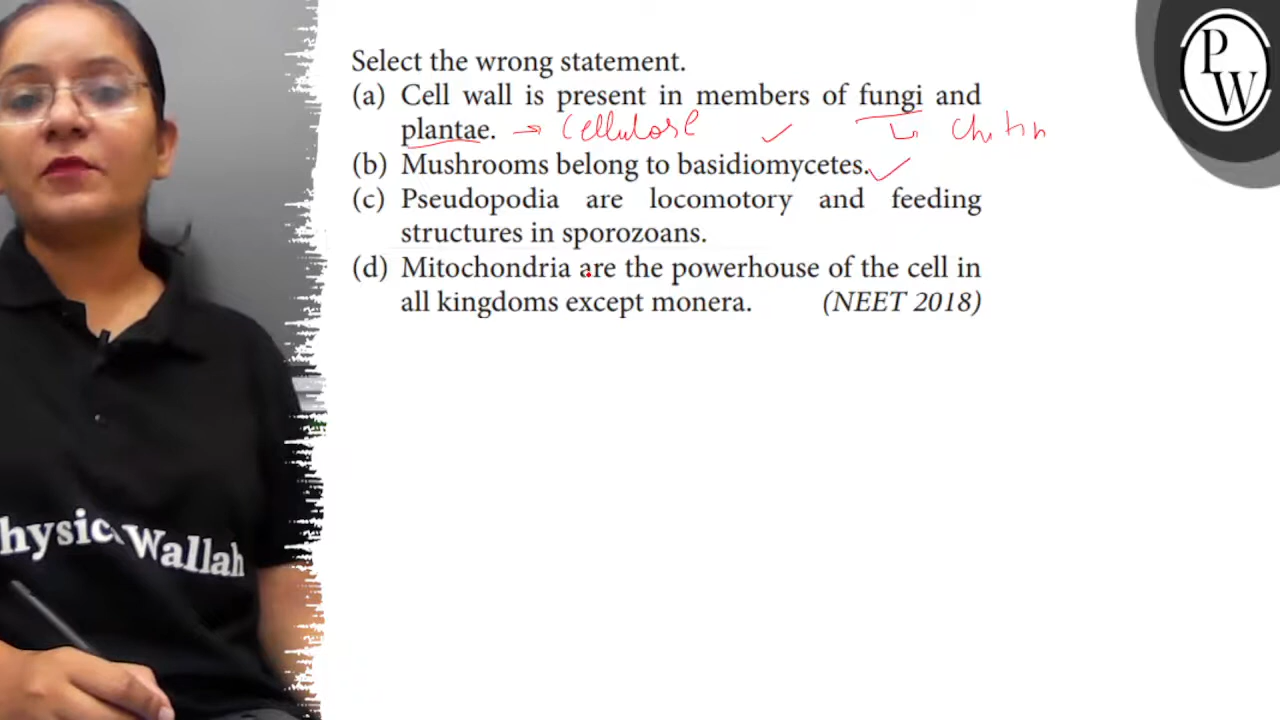 Select the wrong statement.
(a) Cell wall is present in members of fungi and
plantae. → Cellulose ↳ Chitin
(b) Mushrooms belong to basidiomycetes.
(c) Pseudopodia are locomotory and feeding
structures in sporozoans.
(d) Mitochondria are the powerhouse of the cell in
all kingdoms except monera. (NEET 2018)
PW
hysics Wallah